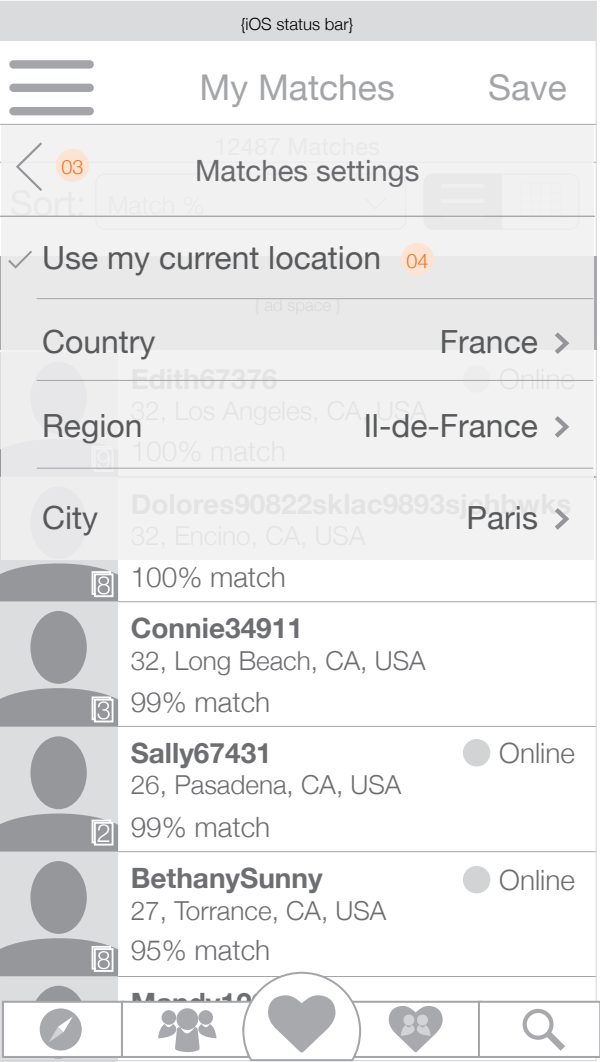 {iOS status bar}
My Matches Save
12487 Matches
03
Matches settings
Sort: Match %
Use my current location 04
[ ad space ]
Country France
Edith67376 Online
32, Los Angeles, CA, USA
Region Il-de-France
100% match
9
Dolores90822sklac9893sjchbwks
City Paris
32, Encino, CA, USA
100% match
8
Connie34911
32, Long Beach, CA, USA
99% match
3
Sally67431 Online
26, Pasadena, CA, USA
99% match
2
BethanySunny Online
27, Torrance, CA, USA
95% match
8